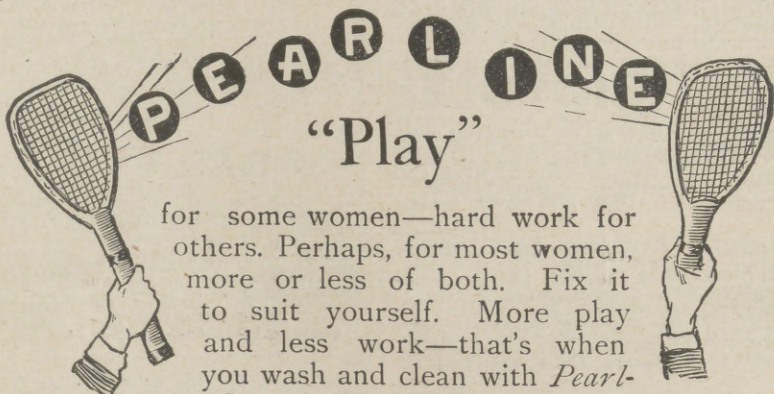 PEARLINE
“Play”
for some women—hard work for
others. Perhaps, for most women,
more or less of both. Fix it
to suit yourself. More play
and less work—that's when
you wash and clean with Pearl-